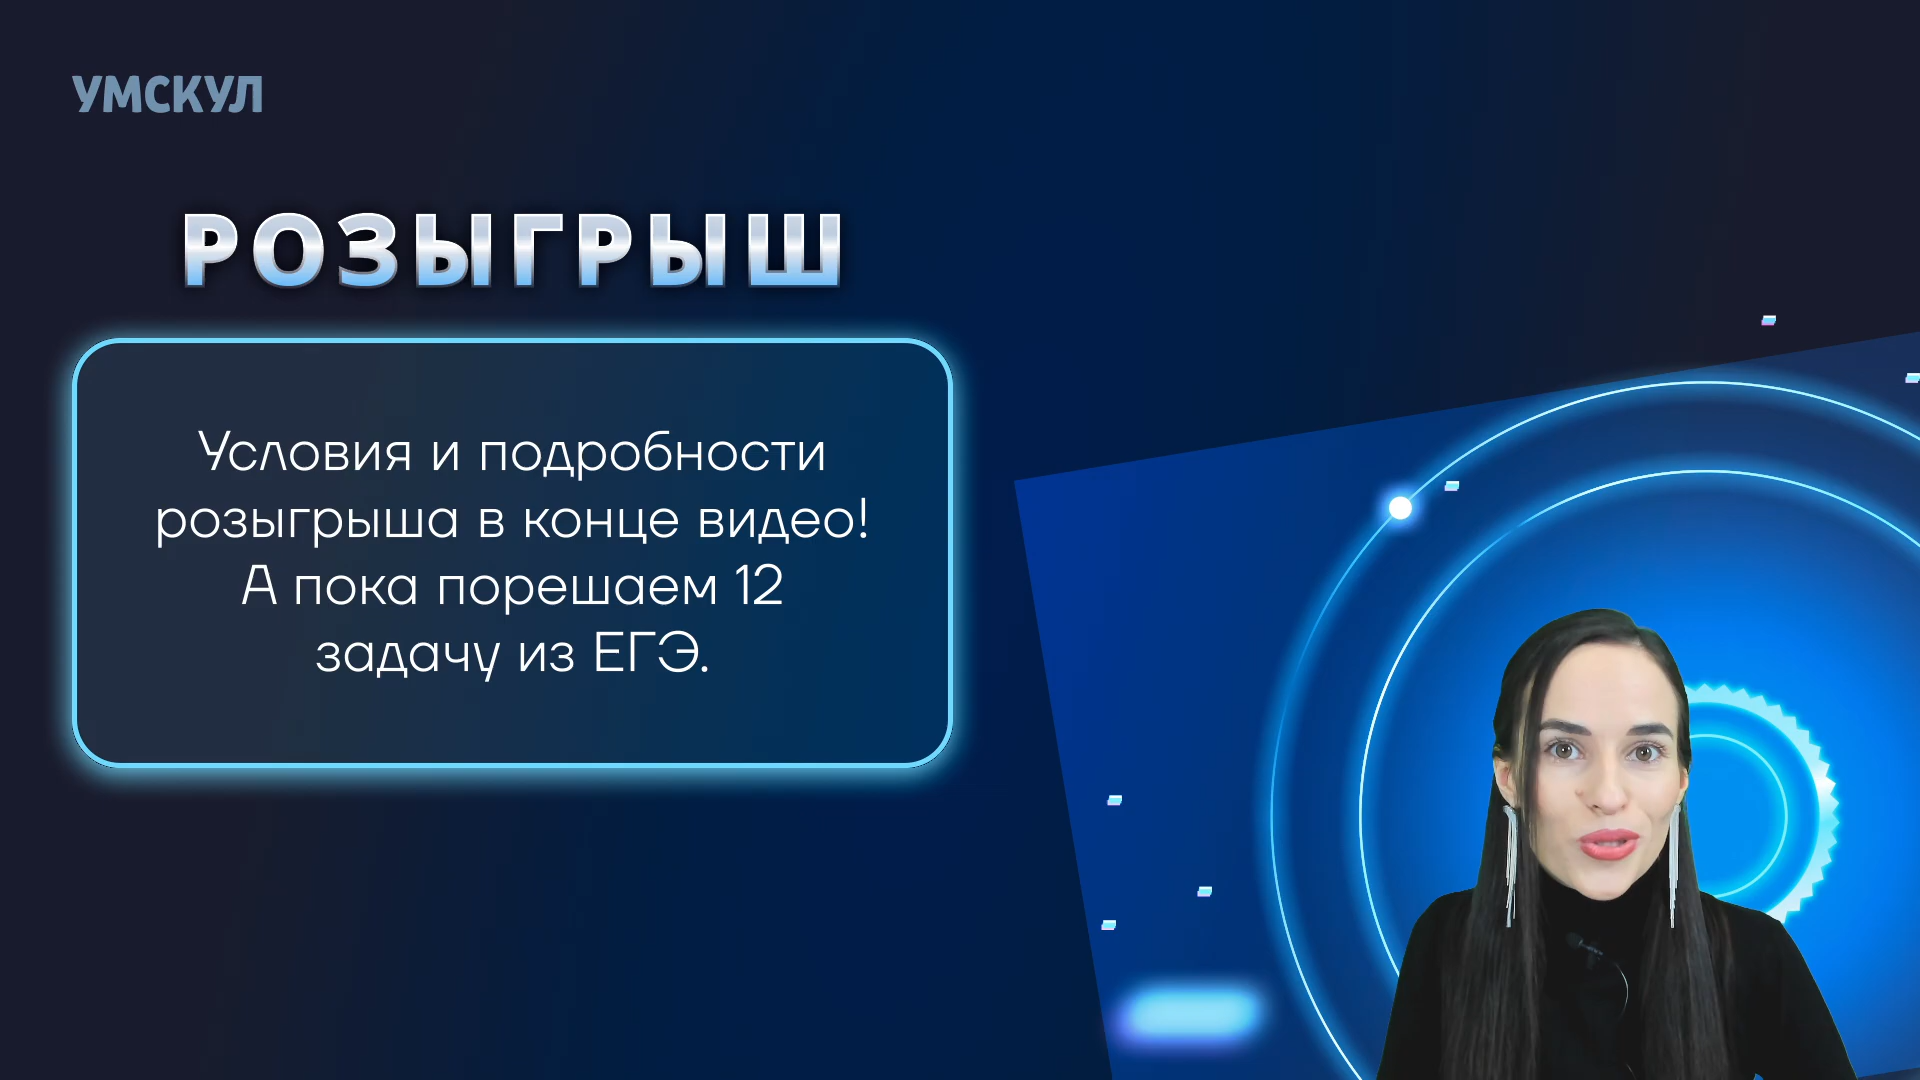 УМСКУЛ
РОЗЫГРЫШ
Условия и подробности
розыгрыша в конце видео!
А пока порешаем 12
задачу из ЕГЭ.